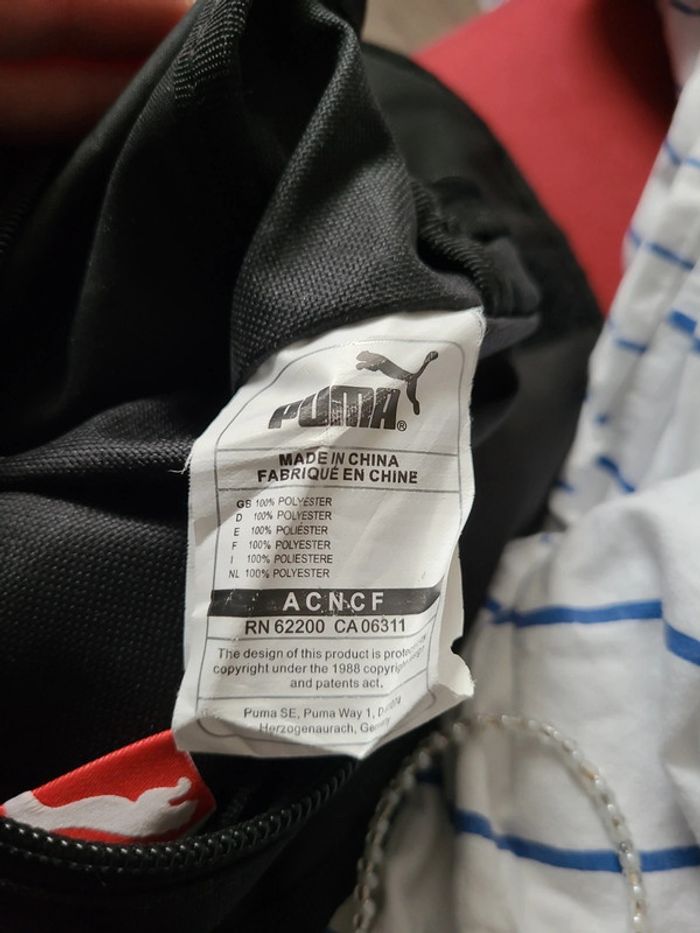 PUMA®
MADE IN CHINA
FABRIQUÉ EN CHINE
GB 100% POLYESTER
D 100% POLYESTER
E 100% POLIÉSTER
F 100% POLYESTER
I 100% POLIESTERE
NL 100% POLYESTER
ACNCF
RN 62200 CA 06311
The design of this product is
copyright under the 1988
and patents act.
Puma SE, Puma Way 1,
Herzogenaurach,